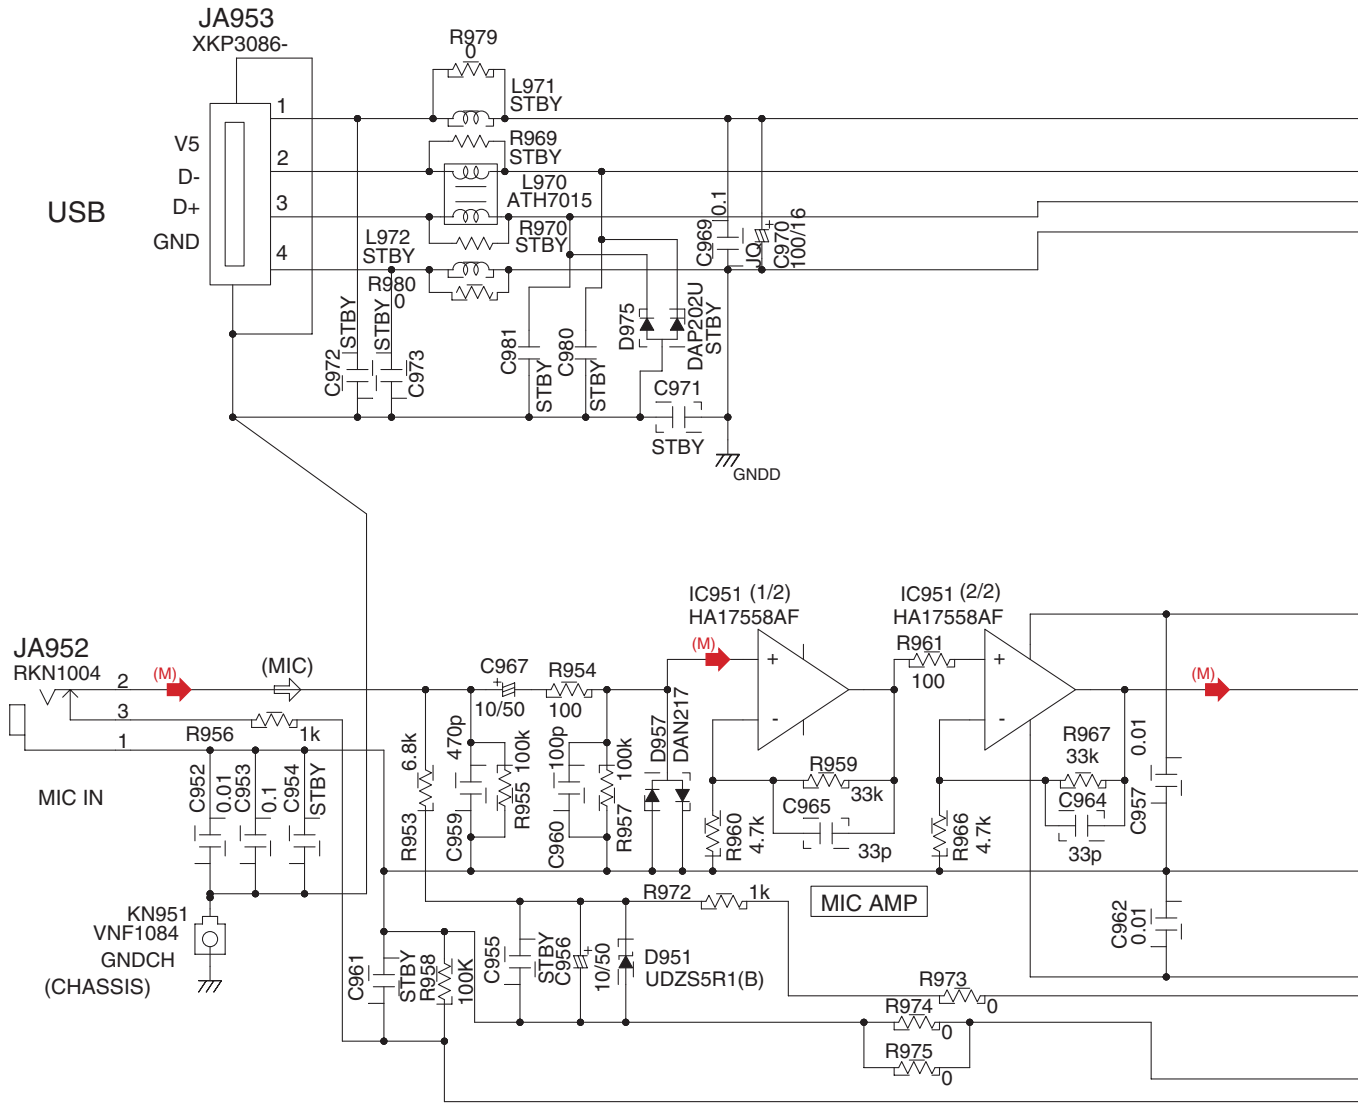 JA953
XKP3086-
R979
0
L971
STBY
1
V5
R969
STBY
2
D-
L970
ATH7015
USB
D+
3
R970
STBY
GND
L972
STBY
4
R980
0
C969
0.1
JQ
C970
+
100/16
STBY
C972
STBY
C973
C981
STBY
C980
STBY
D975
DAP202U
STBY
C971
STBY
GNDD
IC951 (1/2)
HA17558AF
IC951 (2/2)
HA17558AF
JA952
RKN1004
2
(M)
(MIC)
C967
+
10/50
R954
100
(M)
+
-
R961
100
+
-
(M)
3
R956
1k
1
MIC IN
C952
0.01
C953
0.1
C954
STBY
6.8k
R953
470p
C959
100k
R955
100p
C960
100k
R957
D957
DAN217
R959
33k
C965
33p
R960
4.7k
R967
33k
C964
33p
R966
4.7k
0.01
C957
KN951
VNF1084
GNDCH
(CHASSIS)
R972
1k
MIC AMP
C962
0.01
C961
STBY
R958
100K
C955
STBY
C956
+
10/50
D951
UDZS5R1(B)
R973
0
R974
0
R975
0